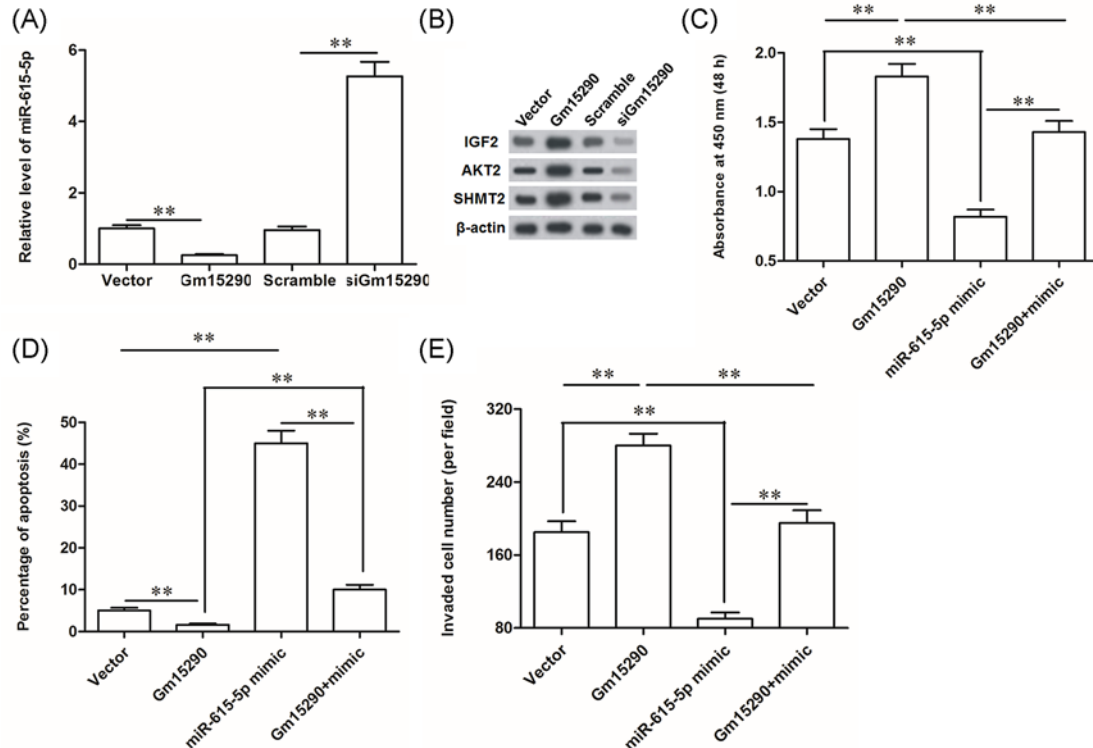 (A)
Relative level of miR-615-5p
6
4
2
0
**
**
Vector
Gm15290
Scramble
siGm15290
(B)
Vector
Gm15290
Scramble
siGm15290
IGF2
AKT2
SHMT2
β-actin
(C)
Absorbance at 450 nm (48 h)
2.0
1.6
1.2
0.8
0.5
**
**
**
**
Vector
Gm15290
miR-615-5p mimic
Gm15290+mimic
(D)
Percentage of apoptosis (%)
50
40
30
20
10
0
**
**
**
**
Vector
Gm15290
miR-615-5p mimic
Gm15290+mimic
(E)
Invaded cell number (per field)
320
240
160
80
**
**
**
**
Vector
Gm15290
miR-615-5p mimic
Gm15290+mimic